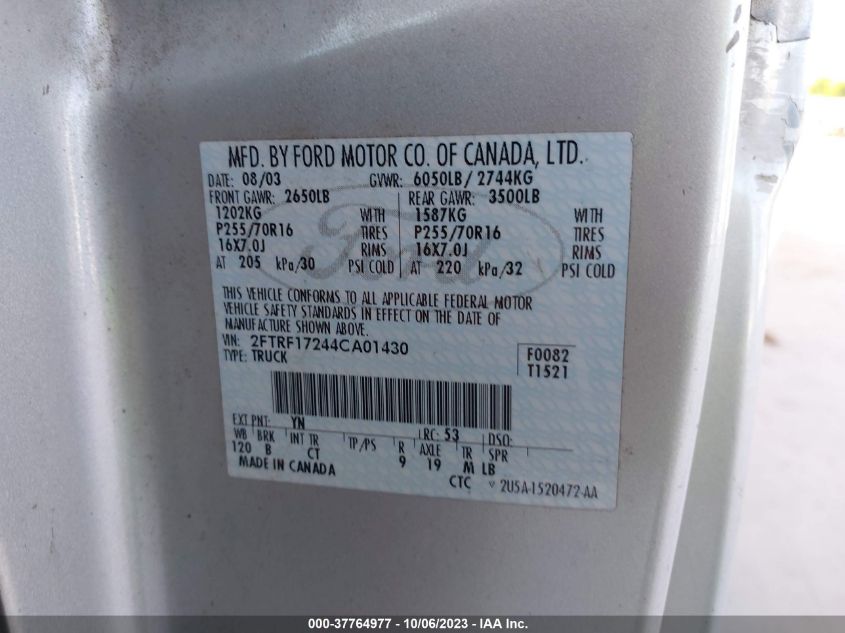 MFD. BY FORD MOTOR CO. OF CANADA, LTD.
DATE: 08/03 GVWR: 6050LB/ 2744KG
FRONT GAWR: 2650LB REAR GAWR: 3500LB
1202KG WITH 1587KG WITH
P255/70R16 TIRES P255/70R16 TIRES
16X7.0J RIMS 16X7.0J RIMS
AT 205 kPa/30 PSI COLD AT 220 kPa/32 PSI COLD
Ford
THIS VEHICLE CONFORMS TO ALL APPLICABLE FEDERAL MOTOR
VEHICLE SAFETY STANDARDS IN EFFECT ON THE DATE OF
MANUFACTURE SHOWN ABOVE.
VIN: 2FTRF17244CA01430 F0082
TYPE: TRUCK T1521
EXT PNT: YN LRC: 53 DSO:
WB BRK INT TR TP/PS R AXLE TR SPR
120 B CT 9 19 M LB
MADE IN CANADA CTC 2U5A-1520472-AA
000-37764977 - 10/06/2023 - IAA Inc.